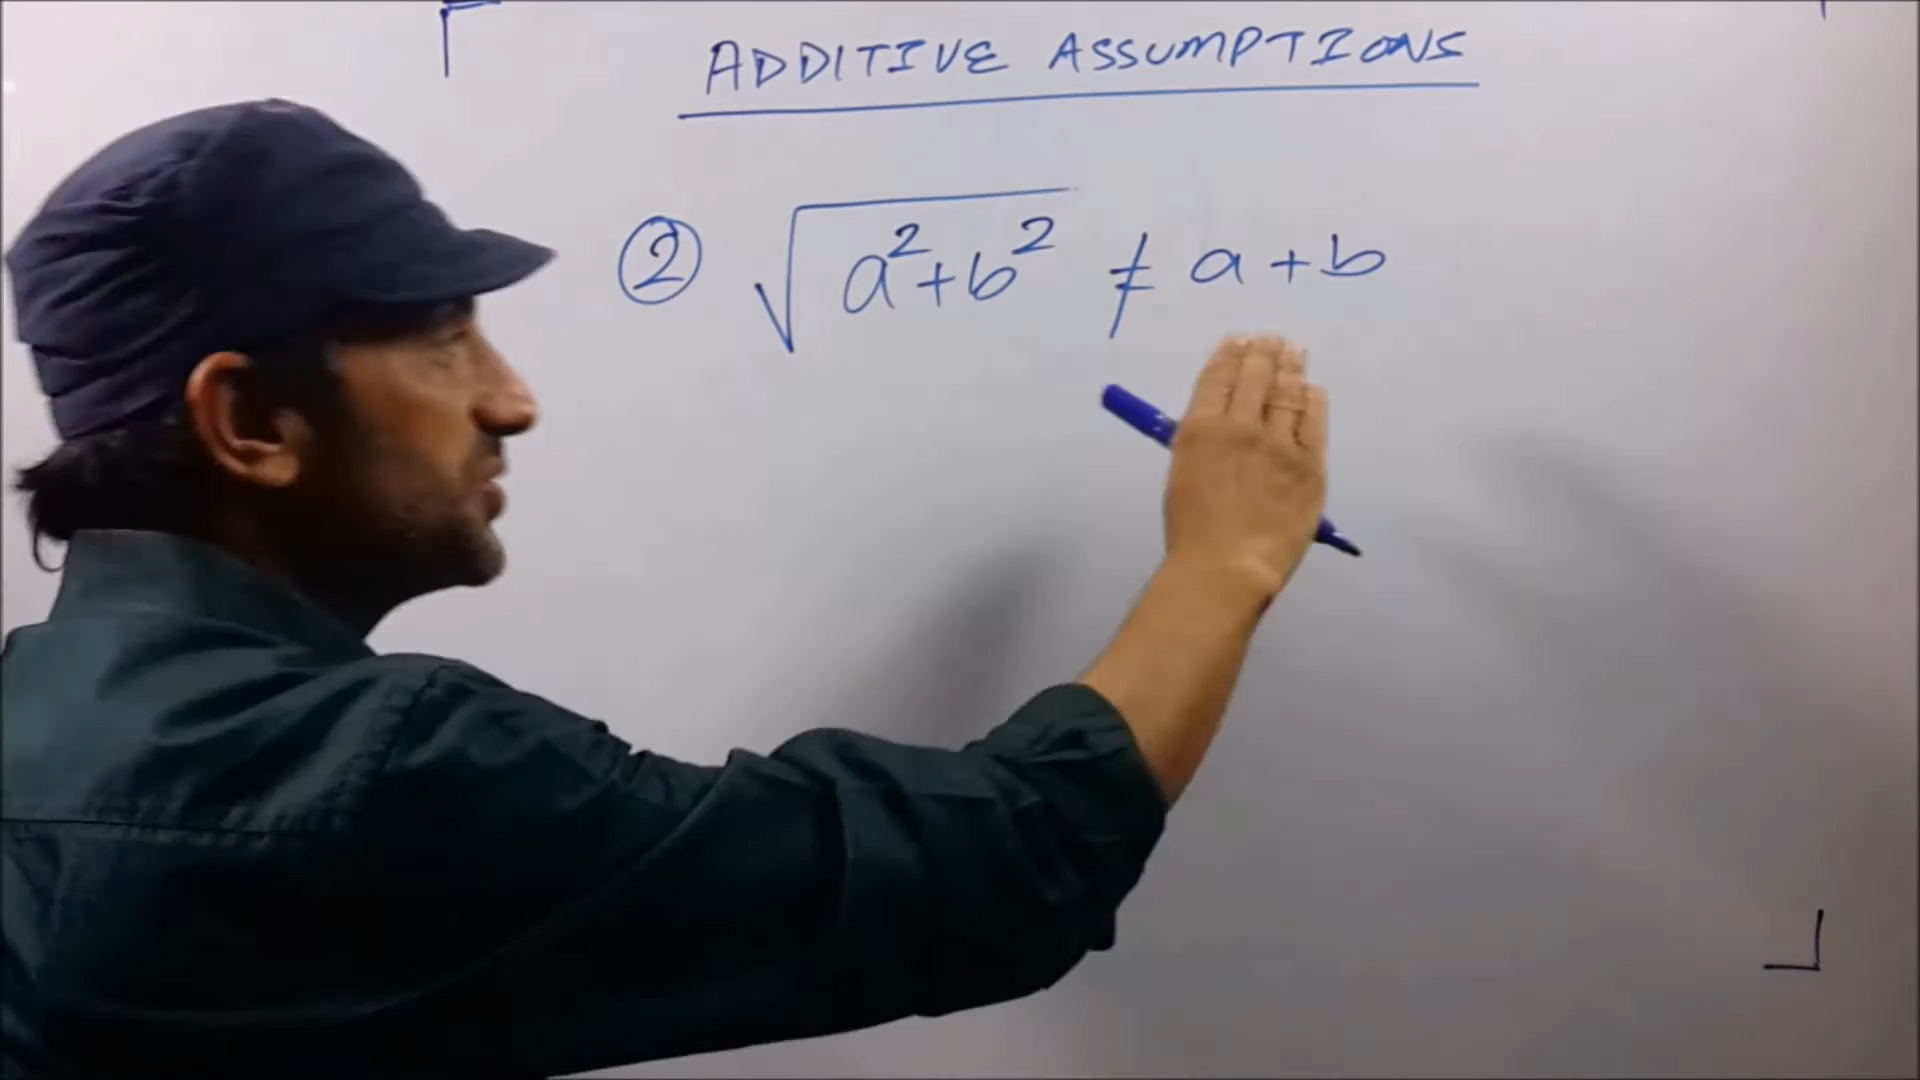 ADDITIVE ASSUMPTIONS
② √(a²+b²) ≠ a+b